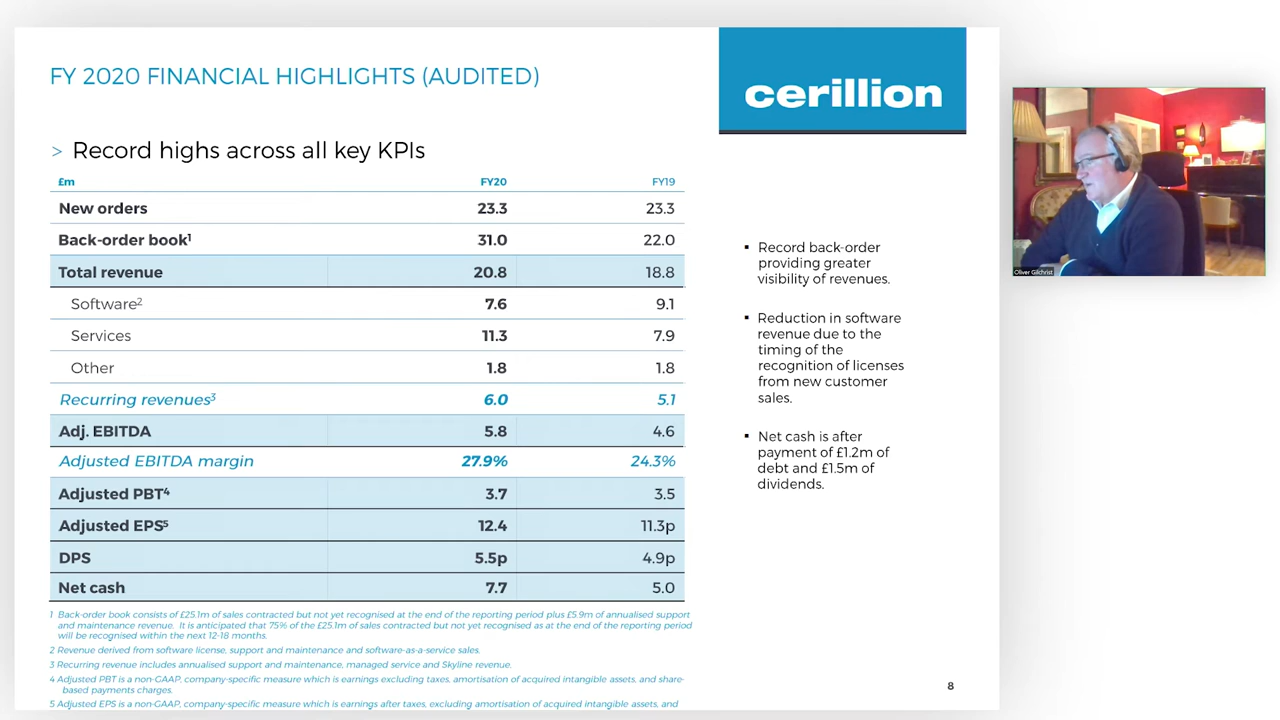 FY 2020 FINANCIAL HIGHLIGHTS (AUDITED)
cerillion
> Record highs across all key KPIs
£m FY20 FY19
New orders 23.3 23.3
Back-order book¹ 31.0 22.0
Total revenue 20.8 18.8
Software² 7.6 9.1
Services 11.3 7.9
Other 1.8 1.8
Recurring revenues³ 6.0 5.1
Adj. EBITDA 5.8 4.6
Adjusted EBITDA margin 27.9% 24.3%
Adjusted PBT⁴ 3.7 3.5
Adjusted EPS⁵ 12.4 11.3p
DPS 5.5p 4.9p
Net cash 7.7 5.0
1 Back-order book consists of £25.1m of sales contracted but not yet recognised at the end of the reporting period plus £5.9m of annualised support
and maintenance revenue. It is anticipated that 75% of the £25.1m of sales contracted but not yet recognised as at the end of the reporting period
will be recognised within the next 12-18 months.
2 Revenue derived from software license, support and maintenance and software-as-a-service sales.
3 Recurring revenue includes annualised support and maintenance, managed service and Skyline revenue.
4 Adjusted PBT is a non-GAAP, company-specific measure which is earnings excluding taxes, amortisation of acquired intangible assets, and share-
based payments charges.
5 Adjusted EPS is a non-GAAP, company-specific measure which is earnings after taxes, excluding amortisation of acquired intangible assets, and
▪ Record back-order
providing greater
visibility of revenues.
▪ Reduction in software
revenue due to the
timing of the
recognition of licenses
from new customer
sales.
▪ Net cash is after
payment of £1.2m of
debt and £1.5m of
dividends.
8
Oliver Gilchrist